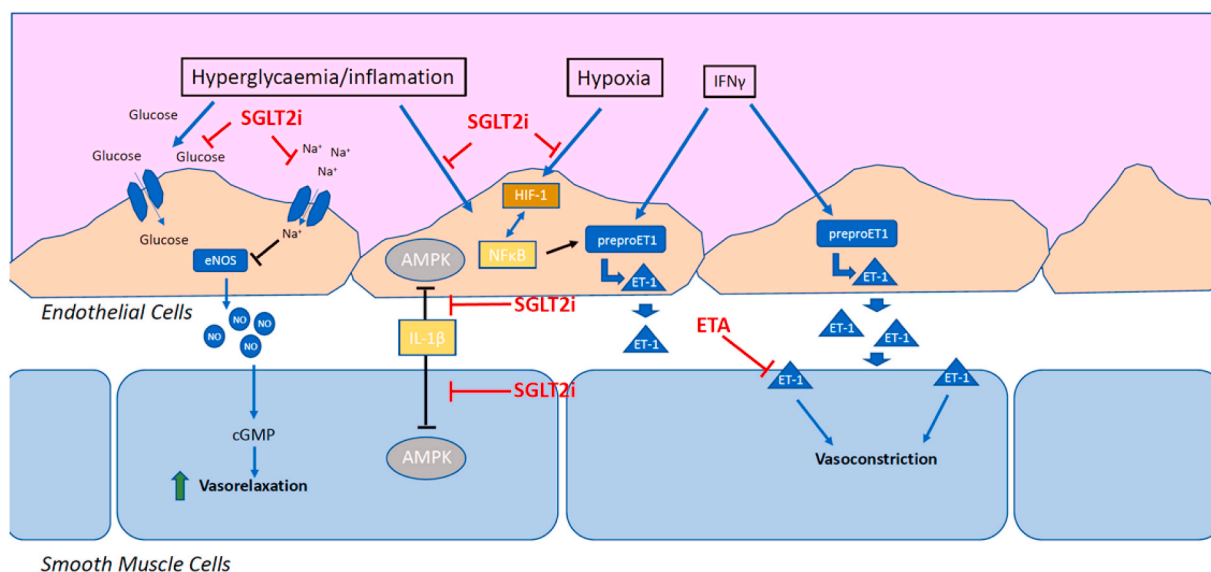 Hyperglycaemia/inflamation
Hypoxia
IFNγ
Glucose
SGLT2i
SGLT2i
Glucose
Glucose
Na⁺
Na⁺
Na⁺
HIF-1
Glucose
Na⁺
eNOS
AMPK
NFκB
preproET1
preproET1
ET-1
ET-1
Endothelial Cells
SGLT2i
NO
NO
NO
NO
NO
IL-1β
ET-1
ETA
ET-1
ET-1
ET-1
ET-1
SGLT2i
cGMP
AMPK
Vasoconstriction
Vasorelaxation
Smooth Muscle Cells